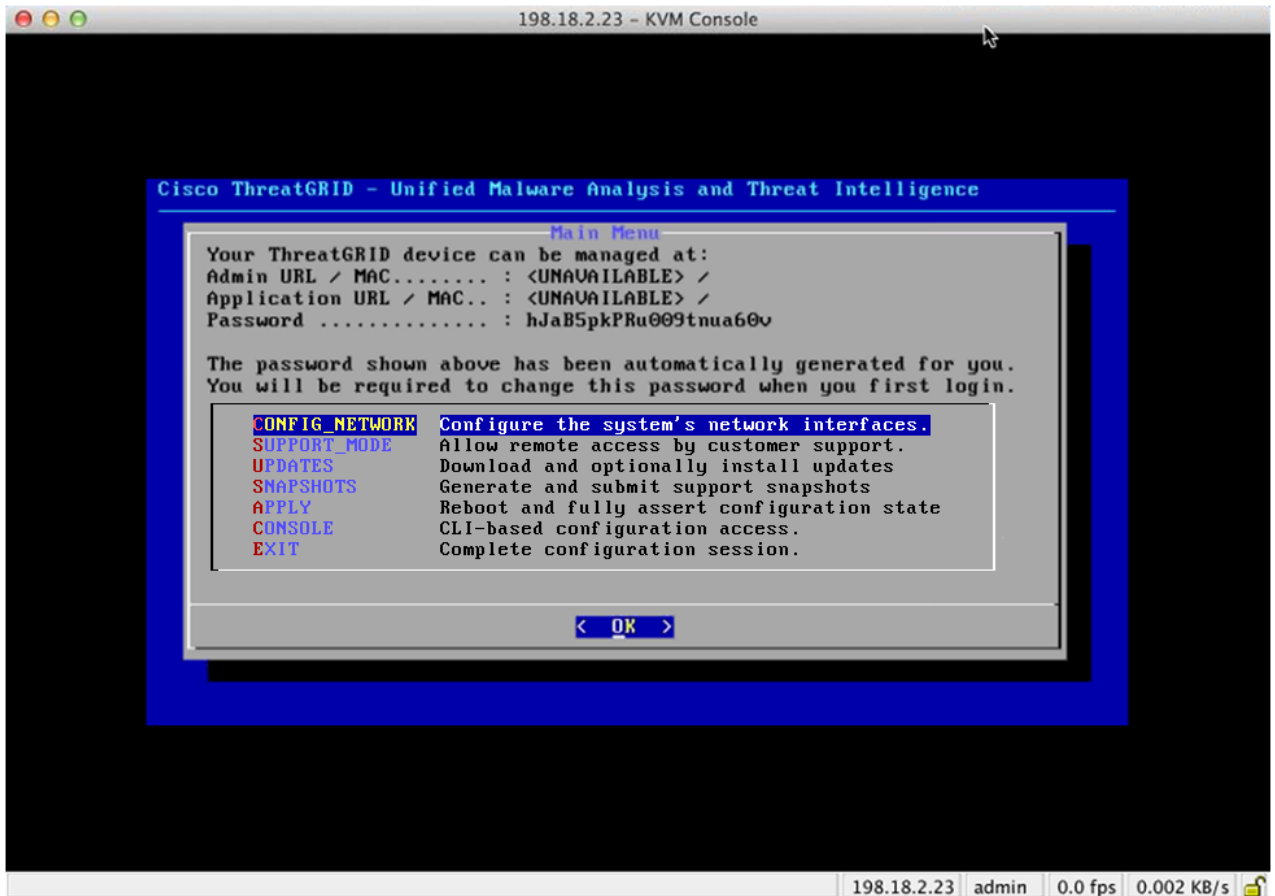 198.18.2.23 – KVM Console
Cisco ThreatGRID - Unified Malware Analysis and Threat Intelligence
Main Menu
Your ThreatGRID device can be managed at:
Admin URL / MAC........ : <UNAVAILABLE> /
Application URL / MAC.. : <UNAVAILABLE> /
Password .............. : hJaB5pkPRu009tnua60v
The password shown above has been automatically generated for you.
You will be required to change this password when you first login.
CONFIG_NETWORK Configure the system's network interfaces.
SUPPORT_MODE Allow remote access by customer support.
UPDATES Download and optionally install updates
SNAPSHOTS Generate and submit support snapshots
APPLY Reboot and fully assert configuration state
CONSOLE CLI-based configuration access.
EXIT Complete configuration session.
< OK >
198.18.2.23 admin 0.0 fps 0.002 KB/s